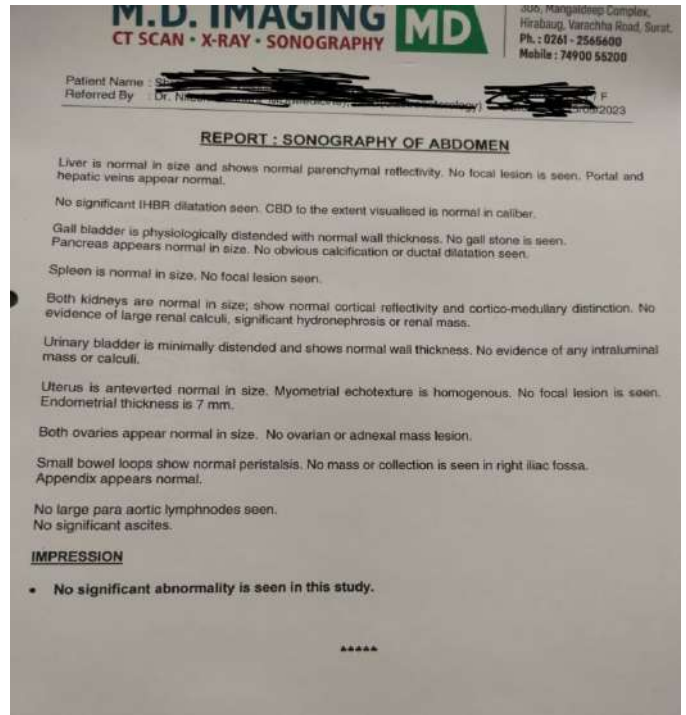 M.D. IMAGING MD
CT SCAN • X-RAY • SONOGRAPHY
308, Mangaldeep Complex,
Hirabaug, Varachha Road, Surat.
Ph. : 0261 - 2565600
Mobile : 74900 55200
Patient Name :
Referred By : Dr.
F
2023
REPORT : SONOGRAPHY OF ABDOMEN
Liver is normal in size and shows normal parenchymal reflectivity. No focal lesion is seen. Portal and
hepatic veins appear normal.
No significant IHBR dilatation seen. CBD to the extent visualised is normal in caliber.
Gall bladder is physiologically distended with normal wall thickness. No gall stone is seen.
Pancreas appears normal in size. No obvious calcification or ductal dilatation seen.
Spleen is normal in size. No focal lesion seen.
Both kidneys are normal in size; show normal cortical reflectivity and cortico-medullary distinction. No
evidence of large renal calculi, significant hydronephrosis or renal mass.
Urinary bladder is minimally distended and shows normal wall thickness. No evidence of any intraluminal
mass or calculi.
Uterus is anteverted normal in size. Myometrial echotexture is homogenous. No focal lesion is seen.
Endometrial thickness is 7 mm.
Both ovaries appear normal in size. No ovarian or adnexal mass lesion.
Small bowel loops show normal peristalsis. No mass or collection is seen in right iliac fossa.
Appendix appears normal.
No large para aortic lymphnodes seen.
No significant ascites.
IMPRESSION
• No significant abnormality is seen in this study.
*****